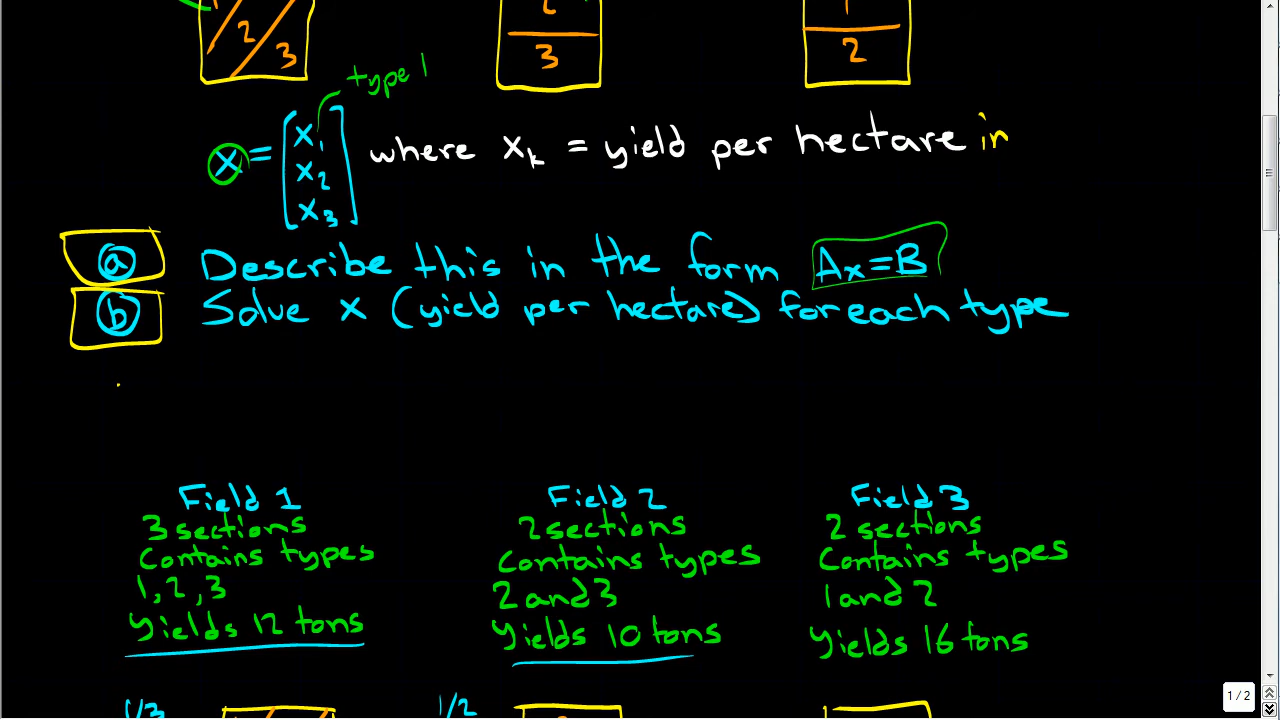 1 2 3
2
3
1
2
type 1
x = [x₁ x₂ x₃] where xₖ = yield per hectare in
a Describe this in the form Ax=B
b Solve x (yield per hectare) for each type
Field 1
3 sections
Contains types
1, 2, 3
Yields 12 tons
Field 2
2 sections
Contains types
2 and 3
Yields 10 tons
Field 3
2 sections
Contains types
1 and 2
Yields 16 tons
1/3
1/2
1/2